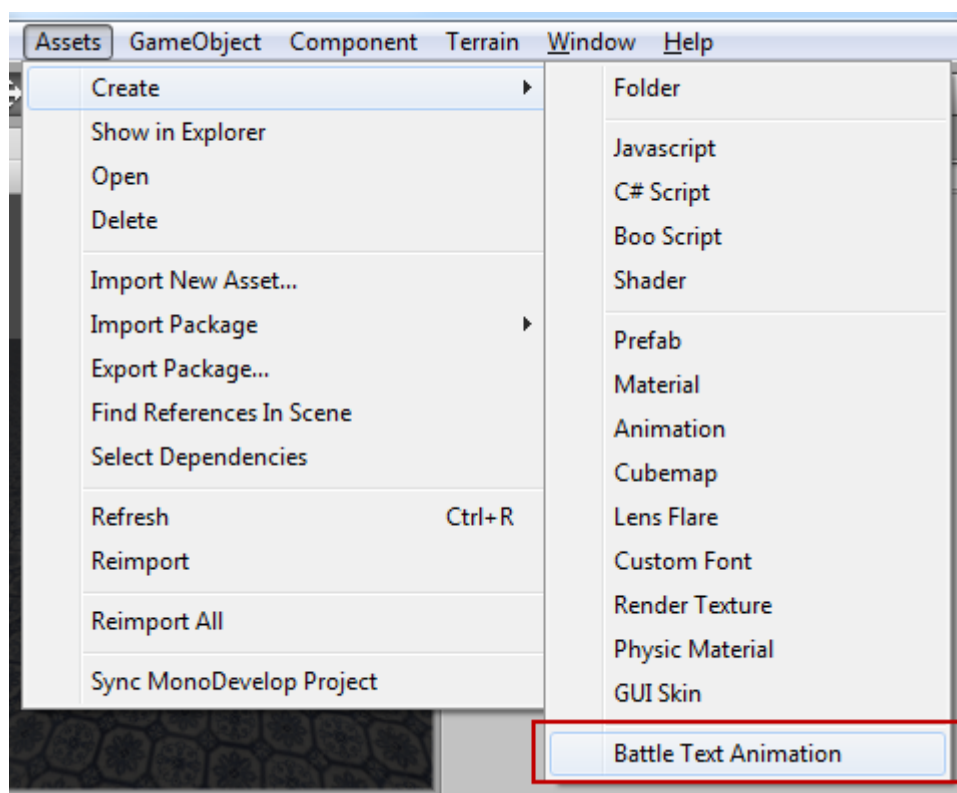 Assets GameObject Component Terrain Window Help
Create
Show in Explorer
Open
Delete
Import New Asset...
Import Package
Export Package...
Find References In Scene
Select Dependencies
Refresh Ctrl+R
Reimport
Reimport All
Sync MonoDevelop Project
Folder
Javascript
C# Script
Boo Script
Shader
Prefab
Material
Animation
Cubemap
Lens Flare
Custom Font
Render Texture
Physic Material
GUI Skin
Battle Text Animation